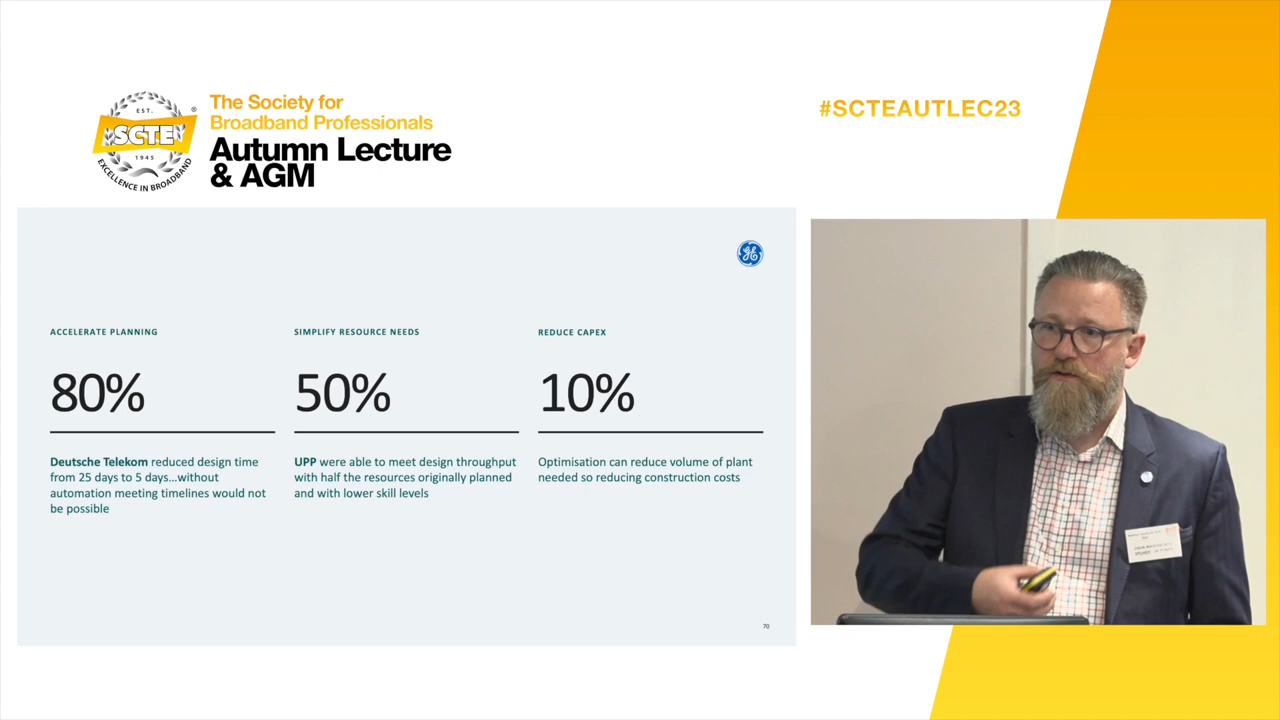 EST.
SCTE
®
1945
EXCELLENCE IN BROADBAND
The Society for
Broadband Professionals
Autumn Lecture
& AGM
#SCTEAUTLEC23
GE
ACCELERATE PLANNING
80%
Deutsche Telekom reduced design time
from 25 days to 5 days...without
automation meeting timelines would not
be possible
SIMPLIFY RESOURCE NEEDS
50%
UPP were able to meet design throughput
with half the resources originally planned
and with lower skill levels
REDUCE CAPEX
10%
Optimisation can reduce volume of plant
needed so reducing construction costs
70